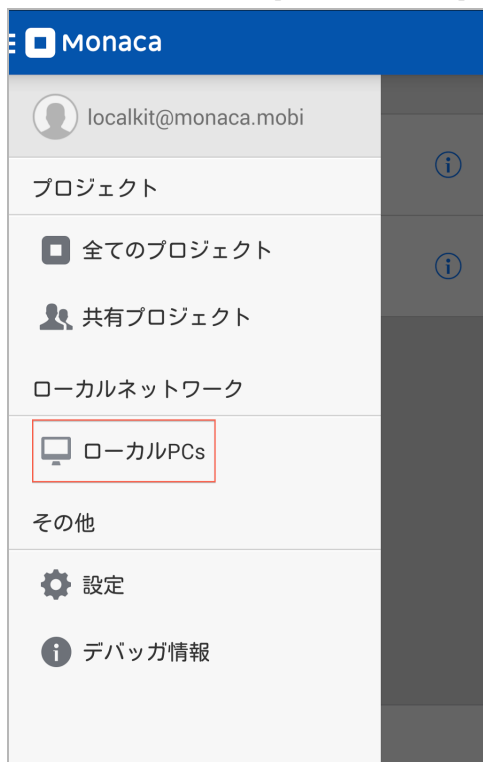 Monaca
localkit@monaca.mobi
プロジェクト
全てのプロジェクト
共有プロジェクト
ローカルネットワーク
ローカルPCs
その他
設定
デバッガ情報